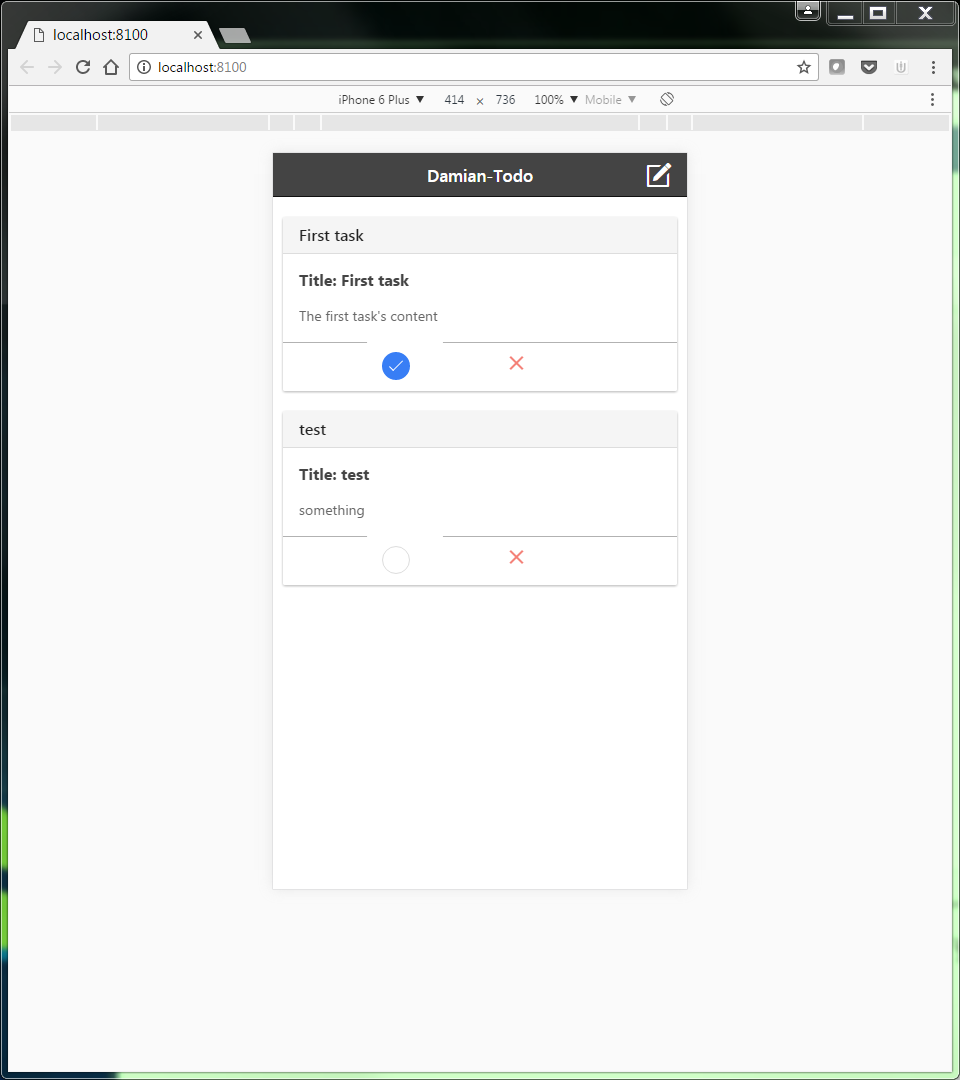 localhost:8100
localhost:8100
iPhone 6 Plus 414 × 736 100% Mobile
Damian-Todo
First task
Title: First task
The first task's content
test
Title: test
something